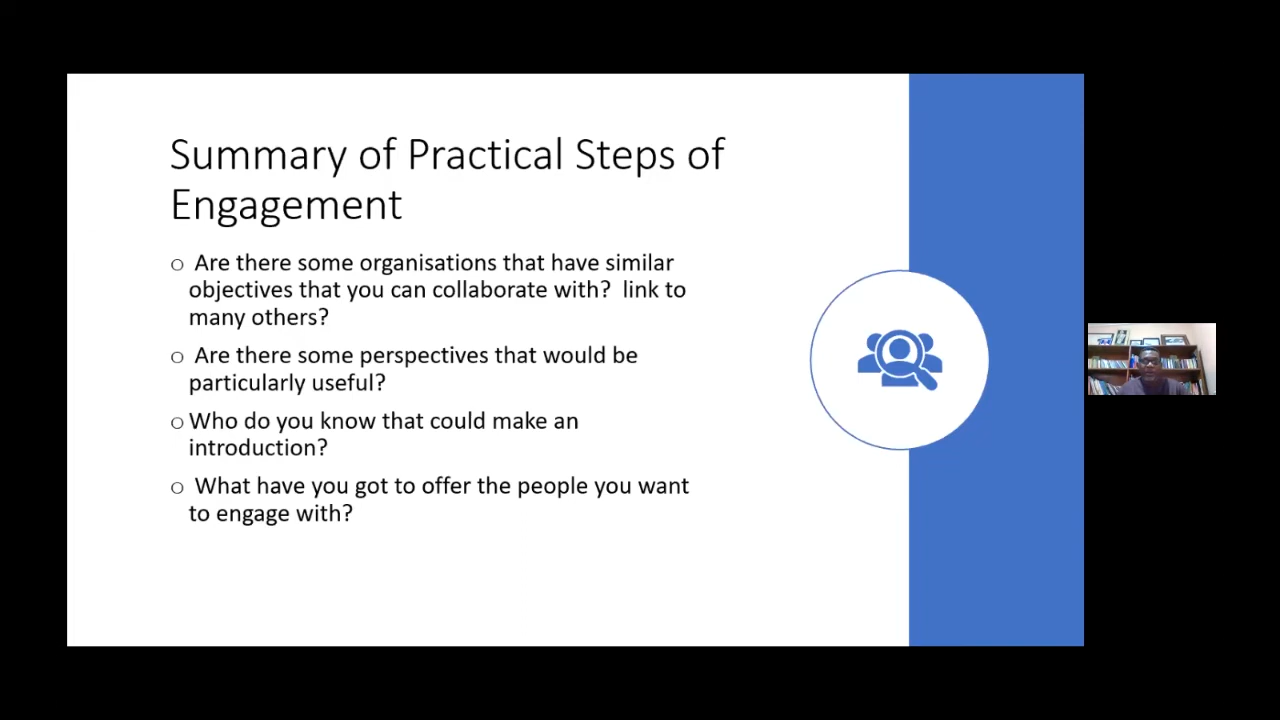 Summary of Practical Steps of
Engagement
o Are there some organisations that have similar
objectives that you can collaborate with?  link to
many others?
o Are there some perspectives that would be
particularly useful?
o Who do you know that could make an
introduction?
o What have you got to offer the people you want
to engage with?